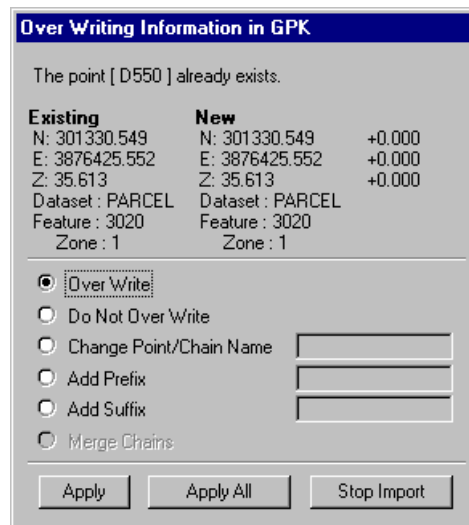 Over Writing Information in GPK
The point [ D550 ] already exists.
Existing New
N: 301330.549 N: 301330.549 +0.000
E: 3876425.552 E: 3876425.552 +0.000
Z: 35.613 Z: 35.613 +0.000
Dataset : PARCEL Dataset : PARCEL
Feature : 3020 Feature : 3020
Zone : 1 Zone : 1
Over Write
Do Not Over Write
Change Point/Chain Name
Add Prefix
Add Suffix
Merge Chains
Apply Apply All Stop Import